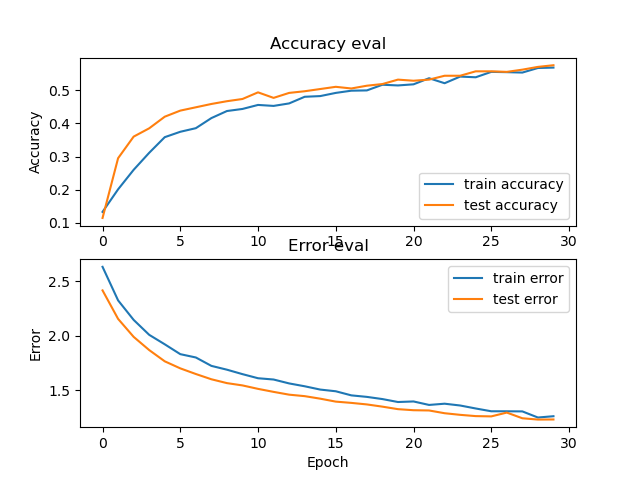 Accuracy eval
Accuracy
0.5
0.4
0.3
0.2
0.1
train accuracy
test accuracy
0 5 10 15 20 25 30
Error eval
Error
2.5
2.0
1.5
train error
test error
0 5 10 15 20 25 30
Epoch